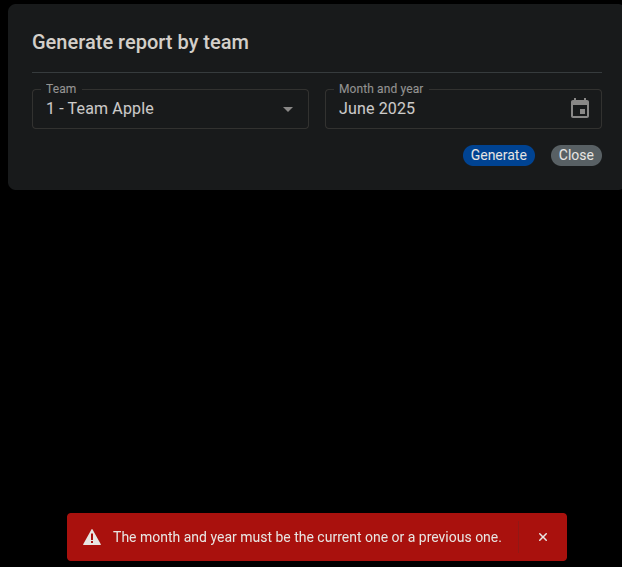 Generate report by team
Team
Month and year
1 - Team Apple
June 2025
Generate
Close
The month and year must be the current one or a previous one.